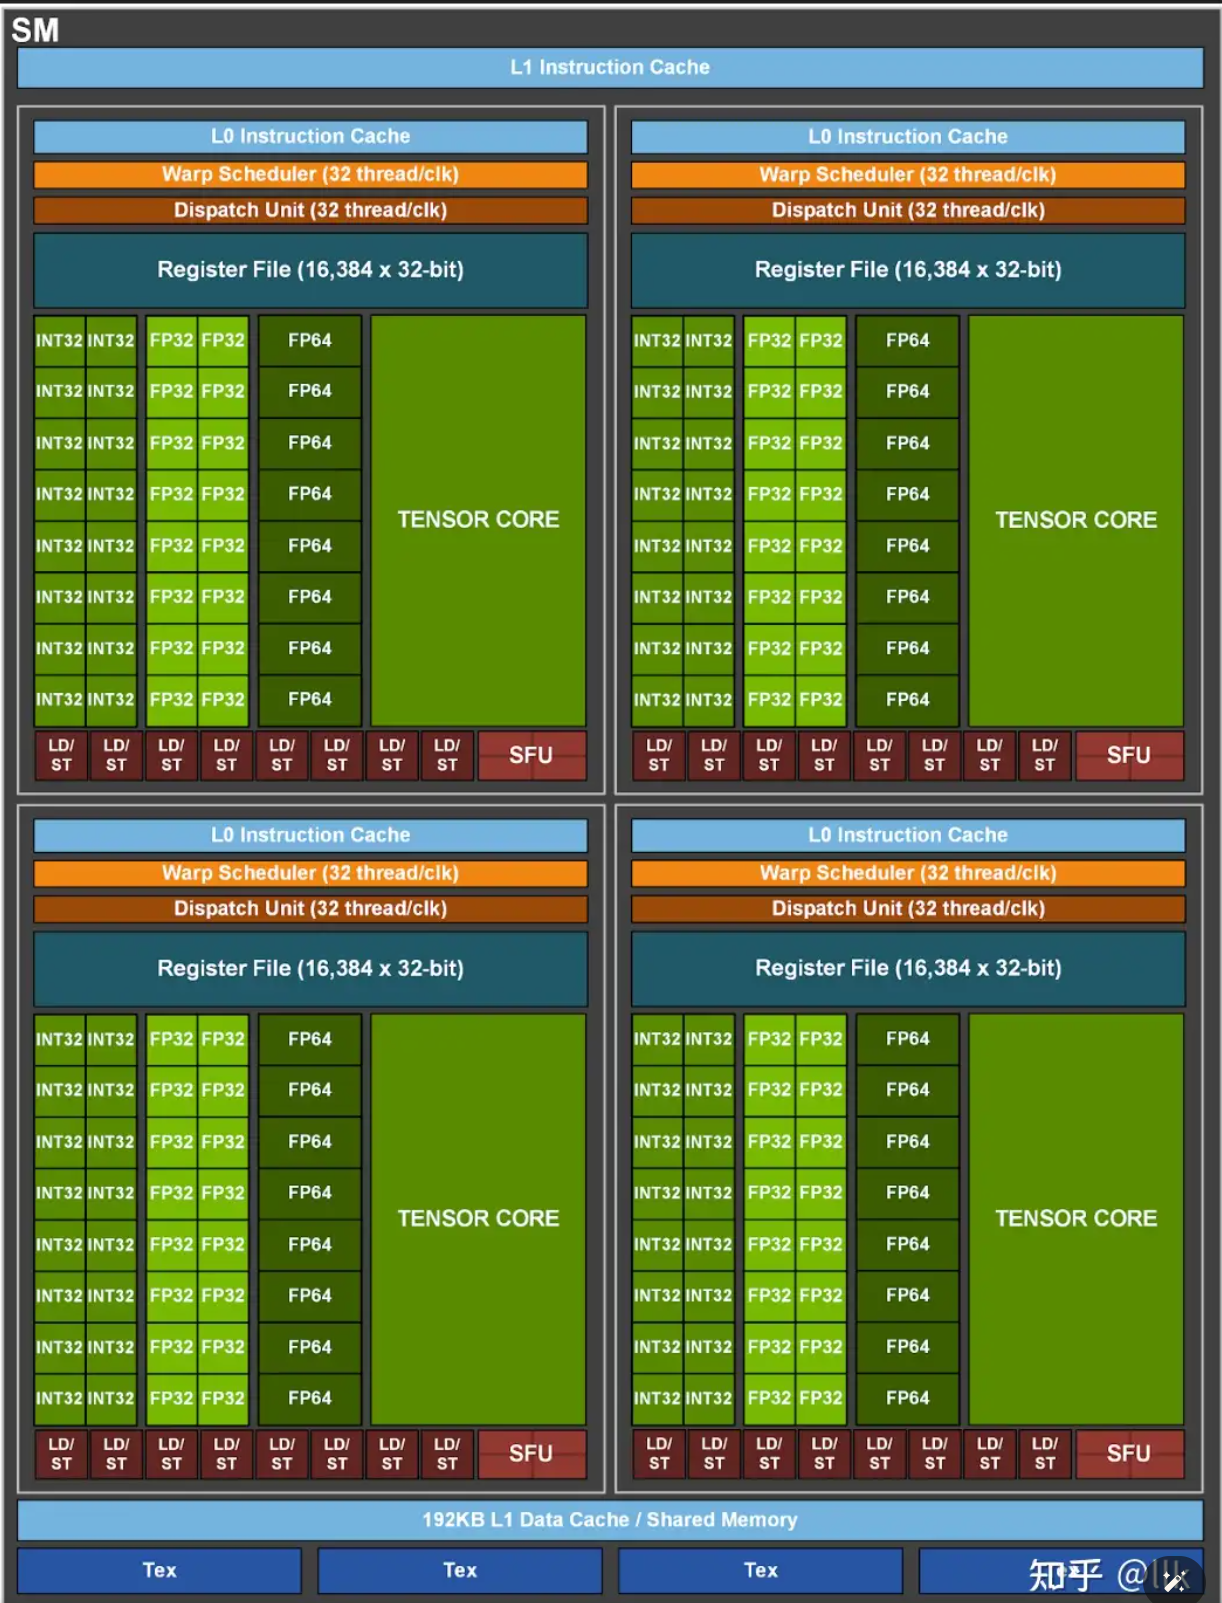 SM
L1 Instruction Cache
L0 Instruction Cache
Warp Scheduler (32 thread/clk)
Dispatch Unit (32 thread/clk)
Register File (16,384 x 32-bit)
INT32 INT32 FP32 FP32 FP64
INT32 INT32 FP32 FP32 FP64
INT32 INT32 FP32 FP32 FP64
INT32 INT32 FP32 FP32 FP64
TENSOR CORE
INT32 INT32 FP32 FP32 FP64
INT32 INT32 FP32 FP32 FP64
INT32 INT32 FP32 FP32 FP64
INT32 INT32 FP32 FP32 FP64
LD/ LD/ LD/ LD/ LD/ LD/ LD/ LD/
SFU
ST ST ST ST ST ST ST ST
L0 Instruction Cache
Warp Scheduler (32 thread/clk)
Dispatch Unit (32 thread/clk)
Register File (16,384 x 32-bit)
INT32 INT32 FP32 FP32 FP64
INT32 INT32 FP32 FP32 FP64
INT32 INT32 FP32 FP32 FP64
INT32 INT32 FP32 FP32 FP64
TENSOR CORE
INT32 INT32 FP32 FP32 FP64
INT32 INT32 FP32 FP32 FP64
INT32 INT32 FP32 FP32 FP64
INT32 INT32 FP32 FP32 FP64
LD/ LD/ LD/ LD/ LD/ LD/ LD/ LD/
SFU
ST ST ST ST ST ST ST ST
L0 Instruction Cache
Warp Scheduler (32 thread/clk)
Dispatch Unit (32 thread/clk)
Register File (16,384 x 32-bit)
INT32 INT32 FP32 FP32 FP64
INT32 INT32 FP32 FP32 FP64
INT32 INT32 FP32 FP32 FP64
INT32 INT32 FP32 FP32 FP64
TENSOR CORE
INT32 INT32 FP32 FP32 FP64
INT32 INT32 FP32 FP32 FP64
INT32 INT32 FP32 FP32 FP64
INT32 INT32 FP32 FP32 FP64
LD/ LD/ LD/ LD/ LD/ LD/ LD/ LD/
SFU
ST ST ST ST ST ST ST ST
L0 Instruction Cache
Warp Scheduler (32 thread/clk)
Dispatch Unit (32 thread/clk)
Register File (16,384 x 32-bit)
INT32 INT32 FP32 FP32 FP64
INT32 INT32 FP32 FP32 FP64
INT32 INT32 FP32 FP32 FP64
INT32 INT32 FP32 FP32 FP64
TENSOR CORE
INT32 INT32 FP32 FP32 FP64
INT32 INT32 FP32 FP32 FP64
INT32 INT32 FP32 FP32 FP64
INT32 INT32 FP32 FP32 FP64
LD/ LD/ LD/ LD/ LD/ LD/ LD/ LD/
SFU
ST ST ST ST ST ST ST ST
192KB L1 Data Cache / Shared Memory
Tex Tex Tex
知乎